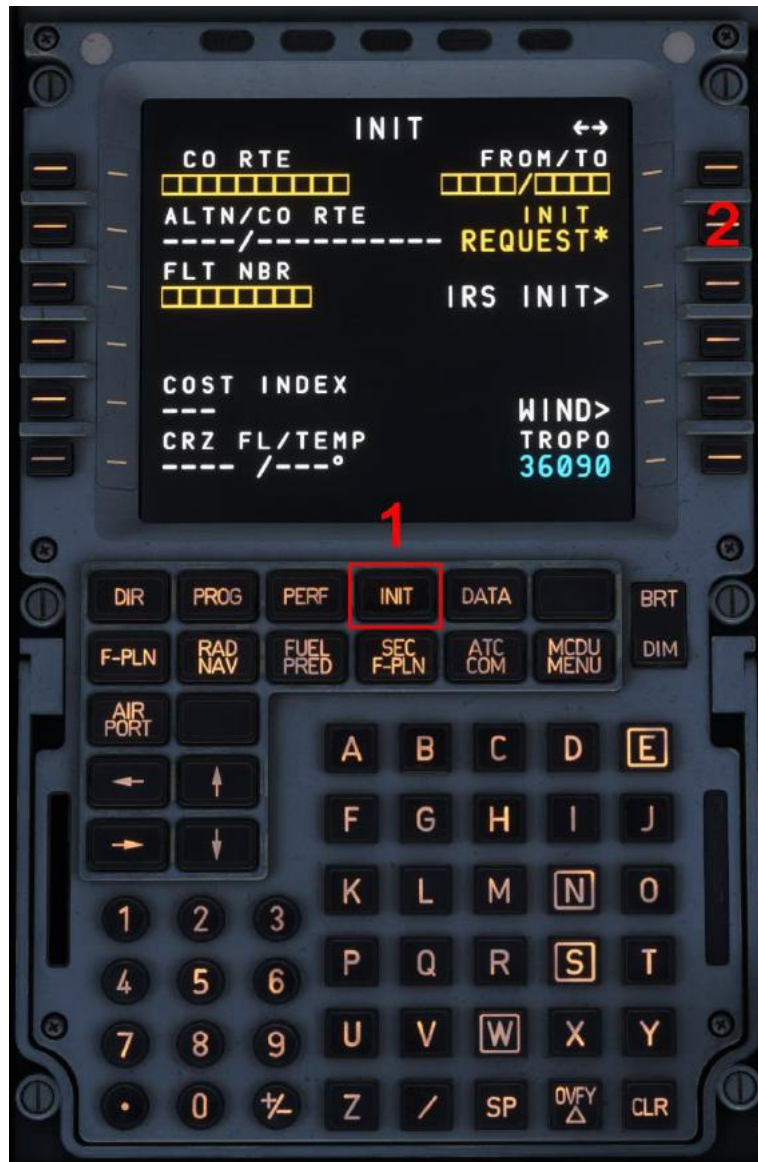 INIT ←→
CO RTE FROM/TO
□□□□□□□□□□ □□□□/□□□□
ALTN/CO RTE INIT
----/---------- REQUEST*
FLT NBR
□□□□□□□□ IRS INIT>
COST INDEX
--- WIND>
CRZ FL/TEMP TROPO
---- /---° 36090
2
1
DIR PROG PERF INIT DATA BRT
F-PLN RAD NAV FUEL PRED SEC F-PLN ATC COM MCDU MENU DIM
AIR PORT
← ↑
→ ↓
A B C D E
F G H I J
K L M N O
1 2 3
P Q R S T
4 5 6
U V W X Y
7 8 9
Z / SP OVFY △ CLR
. 0 +/-